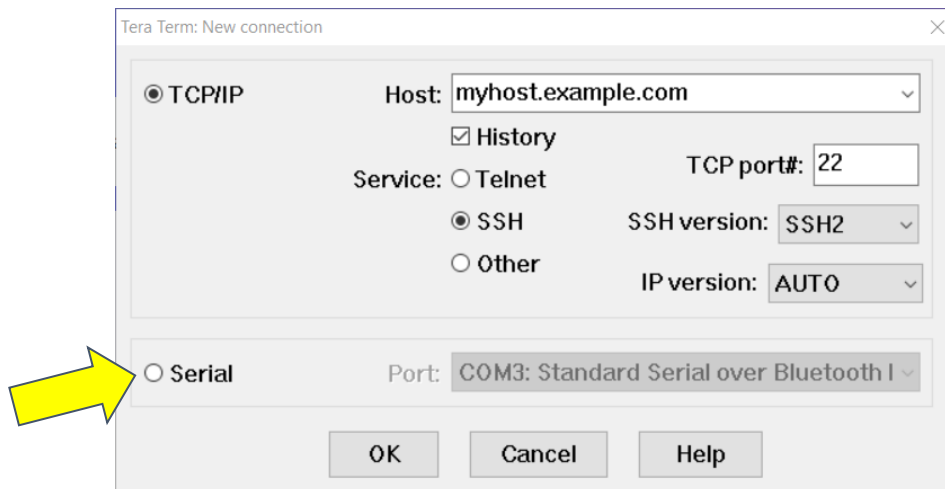 Tera Term: New connection
TCP/IP Host: myhost.example.com
History
TCP port#: 22
Service: Telnet
SSH SSH version: SSH2
Other
IP version: AUTO
Serial Port: COM3: Standard Serial over Bluetooth l
OK Cancel Help